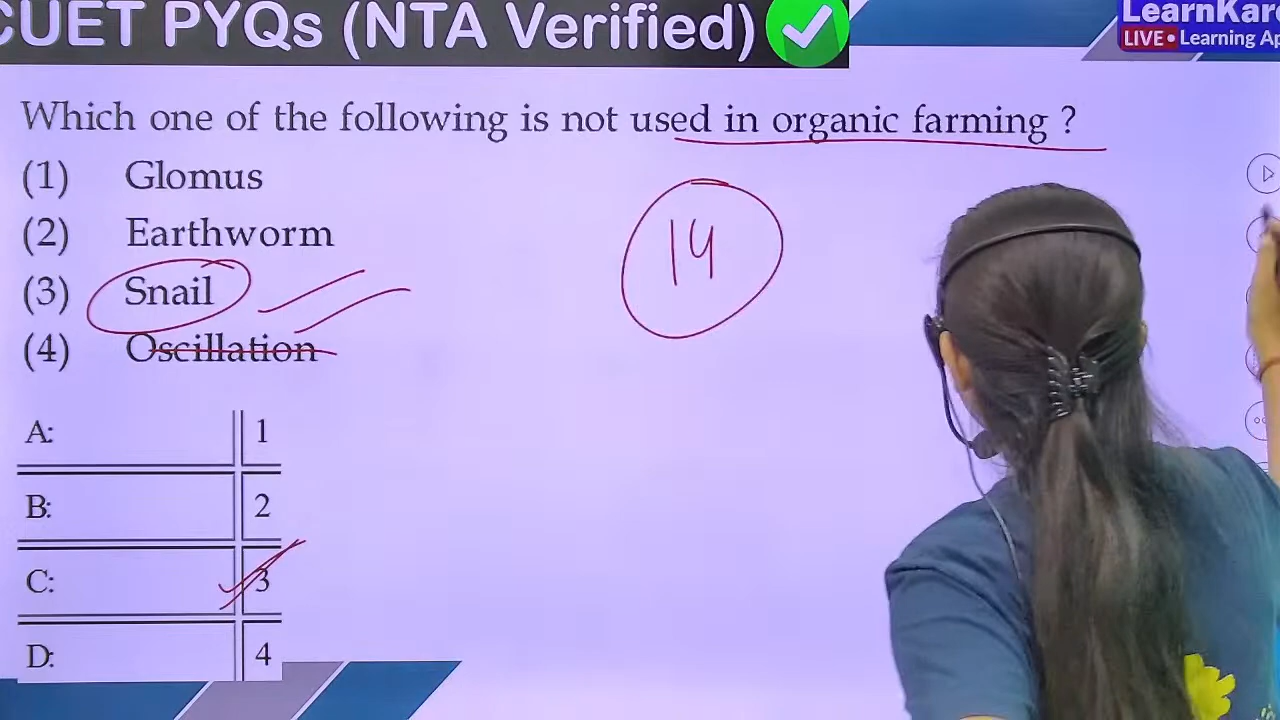 CUET PYQs (NTA Verified)
LearnKar
LIVE • Learning Ap
Which one of the following is not used in organic farming ?
(1) Glomus
(2) Earthworm
(3) Snail
(4) Oscillation
14
A: 1
B: 2
C: 3
D: 4